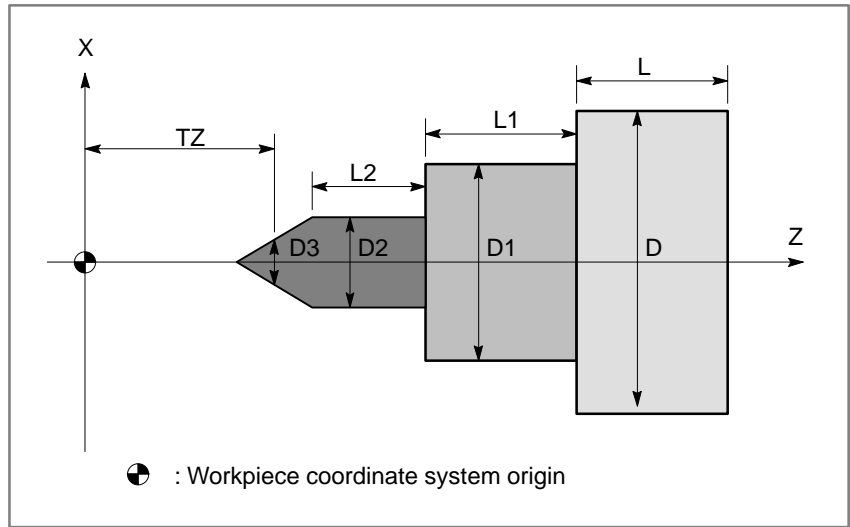 X
L
L1
TZ
L2
Z
D3
D2
D1
D
: Workpiece coordinate system origin